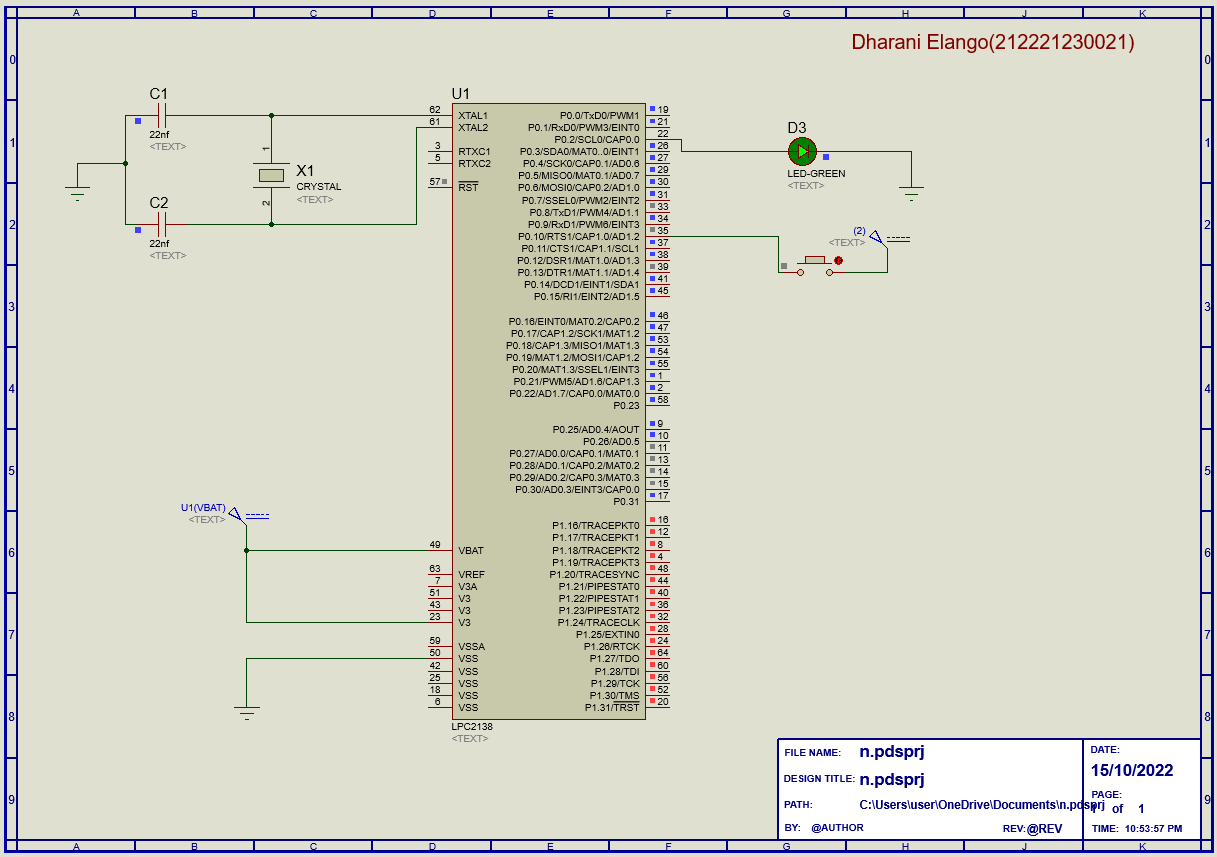 A B C D E F G H J K
Dharani Elango(212221230021)
0 0
1 1
2 2
3 3
4 4
5 5
6 6
7 7
8 8
9 9
C1
22nf
<TEXT>
C2
22nf
<TEXT>
1
2
X1
CRYSTAL
<TEXT>
U1
62 XTAL1
61 XTAL2
3 RTXC1
5 RTXC2
57 RST
49 VBAT
63 VREF
7 V3A
51 V3
43 V3
23 V3
59 VSSA
50 VSS
42 VSS
25 VSS
18 VSS
6 VSS
P0.0/TxD0/PWM1 19
P0.1/RxD0/PWM3/EINT0 21
P0.2/SCL0/CAP0.0 22
P0.3/SDA0/MAT0..0/EINT1 26
P0.4/SCK0/CAP0.1/AD0.6 27
P0.5/MISO0/MAT0.1/AD0.7 29
P0.6/MOSI0/CAP0.2/AD1.0 30
P0.7/SSEL0/PWM2/EINT2 31
P0.8/TxD1/PWM4/AD1.1 33
P0.9/RxD1/PWM6/EINT3 34
P0.10/RTS1/CAP1.0/AD1.2 35
P0.11/CTS1/CAP1.1/SCL1 37
P0.12/DSR1/MAT1.0/AD1.3 38
P0.13/DTR1/MAT1.1/AD1.4 39
P0.14/DCD1/EINT1/SDA1 41
P0.15/RI1/EINT2/AD1.5 45
P0.16/EINT0/MAT0.2/CAP0.2 46
P0.17/CAP1.2/SCK1/MAT1.2 47
P0.18/CAP1.3/MISO1/MAT1.3 53
P0.19/MAT1.2/MOSI1/CAP1.2 54
P0.20/MAT1.3/SSEL1/EINT3 55
P0.21/PWM5/AD1.6/CAP1.3 1
P0.22/AD1.7/CAP0.0/MAT0.0 2
P0.23 58
P0.25/AD0.4/AOUT 9
P0.26/AD0.5 10
P0.27/AD0.0/CAP0.1/MAT0.1 11
P0.28/AD0.1/CAP0.2/MAT0.2 13
P0.29/AD0.2/CAP0.3/MAT0.3 14
P0.30/AD0.3/EINT3/CAP0.0 15
P0.31 17
P1.16/TRACEPKT0 16
P1.17/TRACEPKT1 12
P1.18/TRACEPKT2 8
P1.19/TRACEPKT3 4
P1.20/TRACESYNC 48
P1.21/PIPESTAT0 44
P1.22/PIPESTAT1 40
P1.23/PIPESTAT2 36
P1.24/TRACECLK 32
P1.25/EXTIN0 28
P1.26/RTCK 24
P1.27/TDO 64
P1.28/TDI 60
P1.29/TCK 56
P1.30/TMS 52
P1.31/TRST 20
LPC2138
<TEXT>
D3
LED-GREEN
<TEXT>
(2)
<TEXT>
U1(VBAT)
<TEXT>
FILE NAME: n.pdsprj
DESIGN TITLE: n.pdsprj
PATH: C:\Users\user\OneDrive\Documents\n.pdsprj
BY: @AUTHOR REV:@REV
DATE:
15/10/2022
PAGE:
1 of 1
TIME: 10:53:57 PM
A B C D E F G H J K